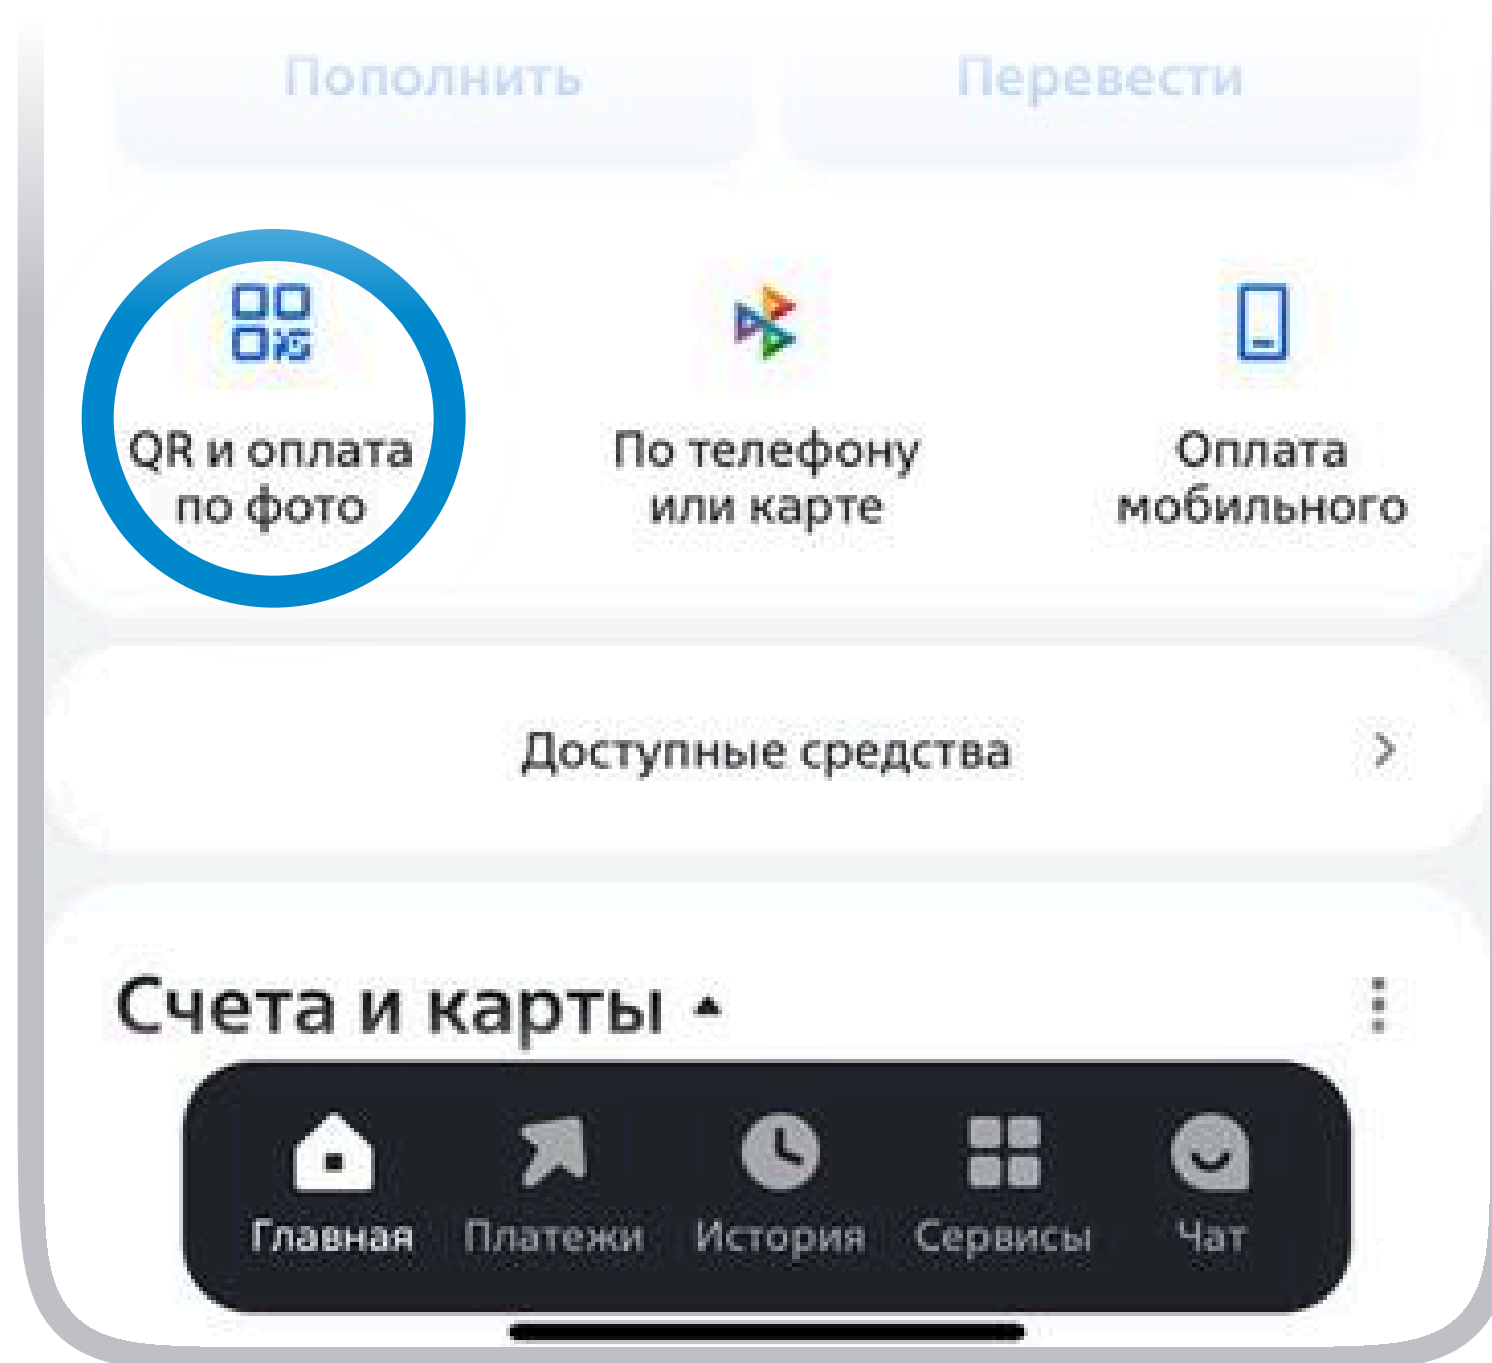 Пополнить
Перевести
QR и оплата
по фото
По телефону
или карте
Оплата
мобильного
Доступные средства
Счета и карты
Главная
Платежи
История
Сервисы
Чат